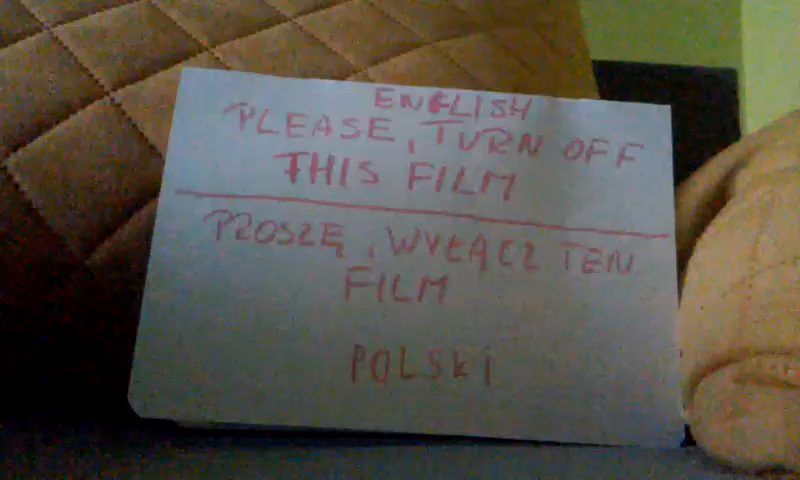 ENGLISH
PLEASE, TURN OFF
THIS FILM
PROSZĘ, WYŁĄCZ TEN
FILM
POLSKI